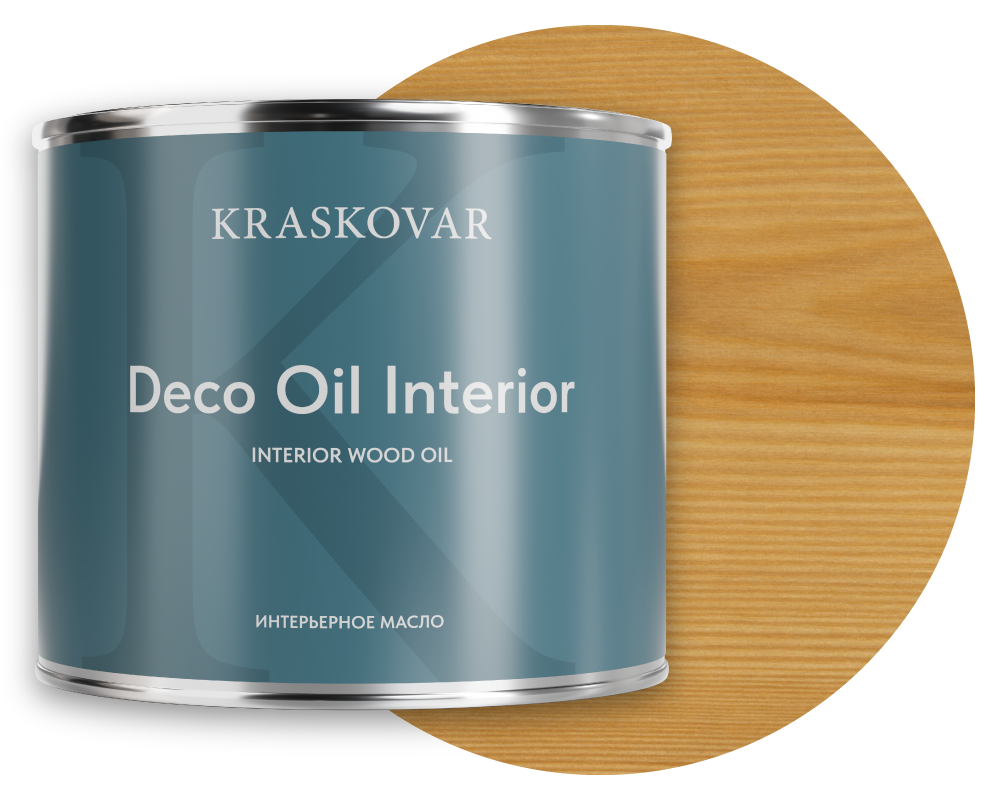 KRASKOVAR
Deco Oil Interior
INTERIOR WOOD OIL
ИНТЕРЬЕРНОЕ МАСЛО